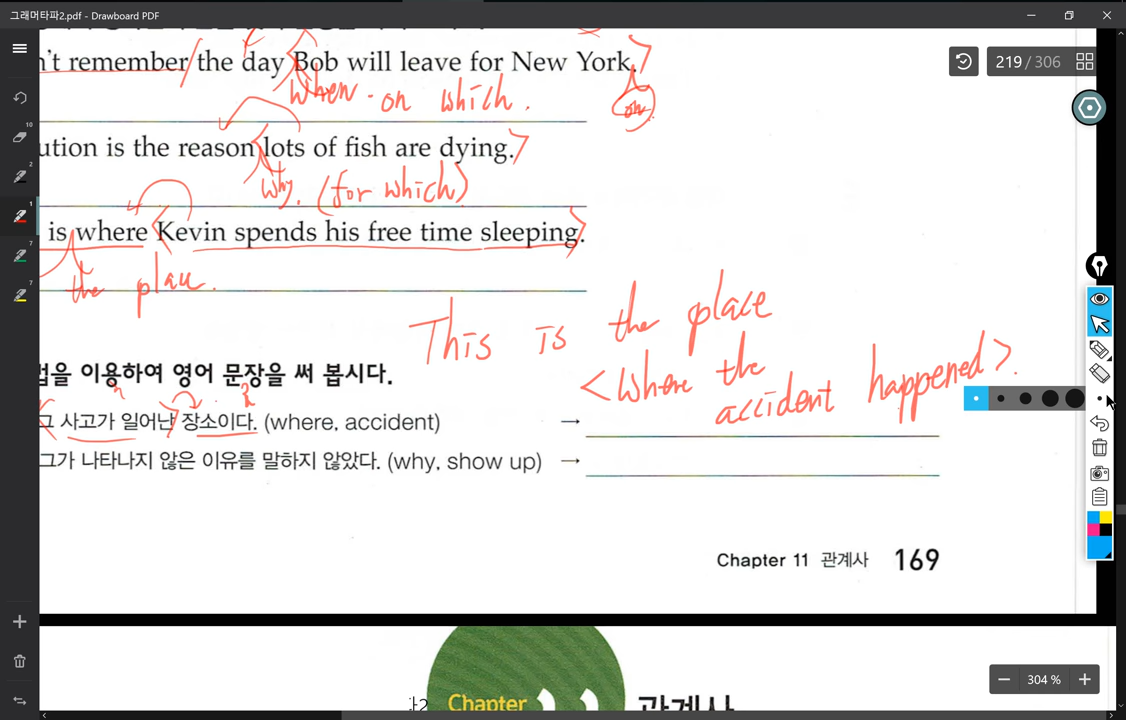 그래머타파2.pdf - Drawboard PDF
219 / 306
n't remember the day Bob will leave for New York.
when - on which.
on
ution is the reason lots of fish are dying.
why. (for which)
is where Kevin spends his free time sleeping.
the place.
This is the place
<where the
accident happened>.
법을 이용하여 영어 문장을 써 봅시다.
그 사고가 일어난 장소이다. (where, accident) →
그가 나타나지 않은 이유를 말하지 않았다. (why, show up) →
Chapter 11 관계사 169
304 %
Chapter
11
관계사